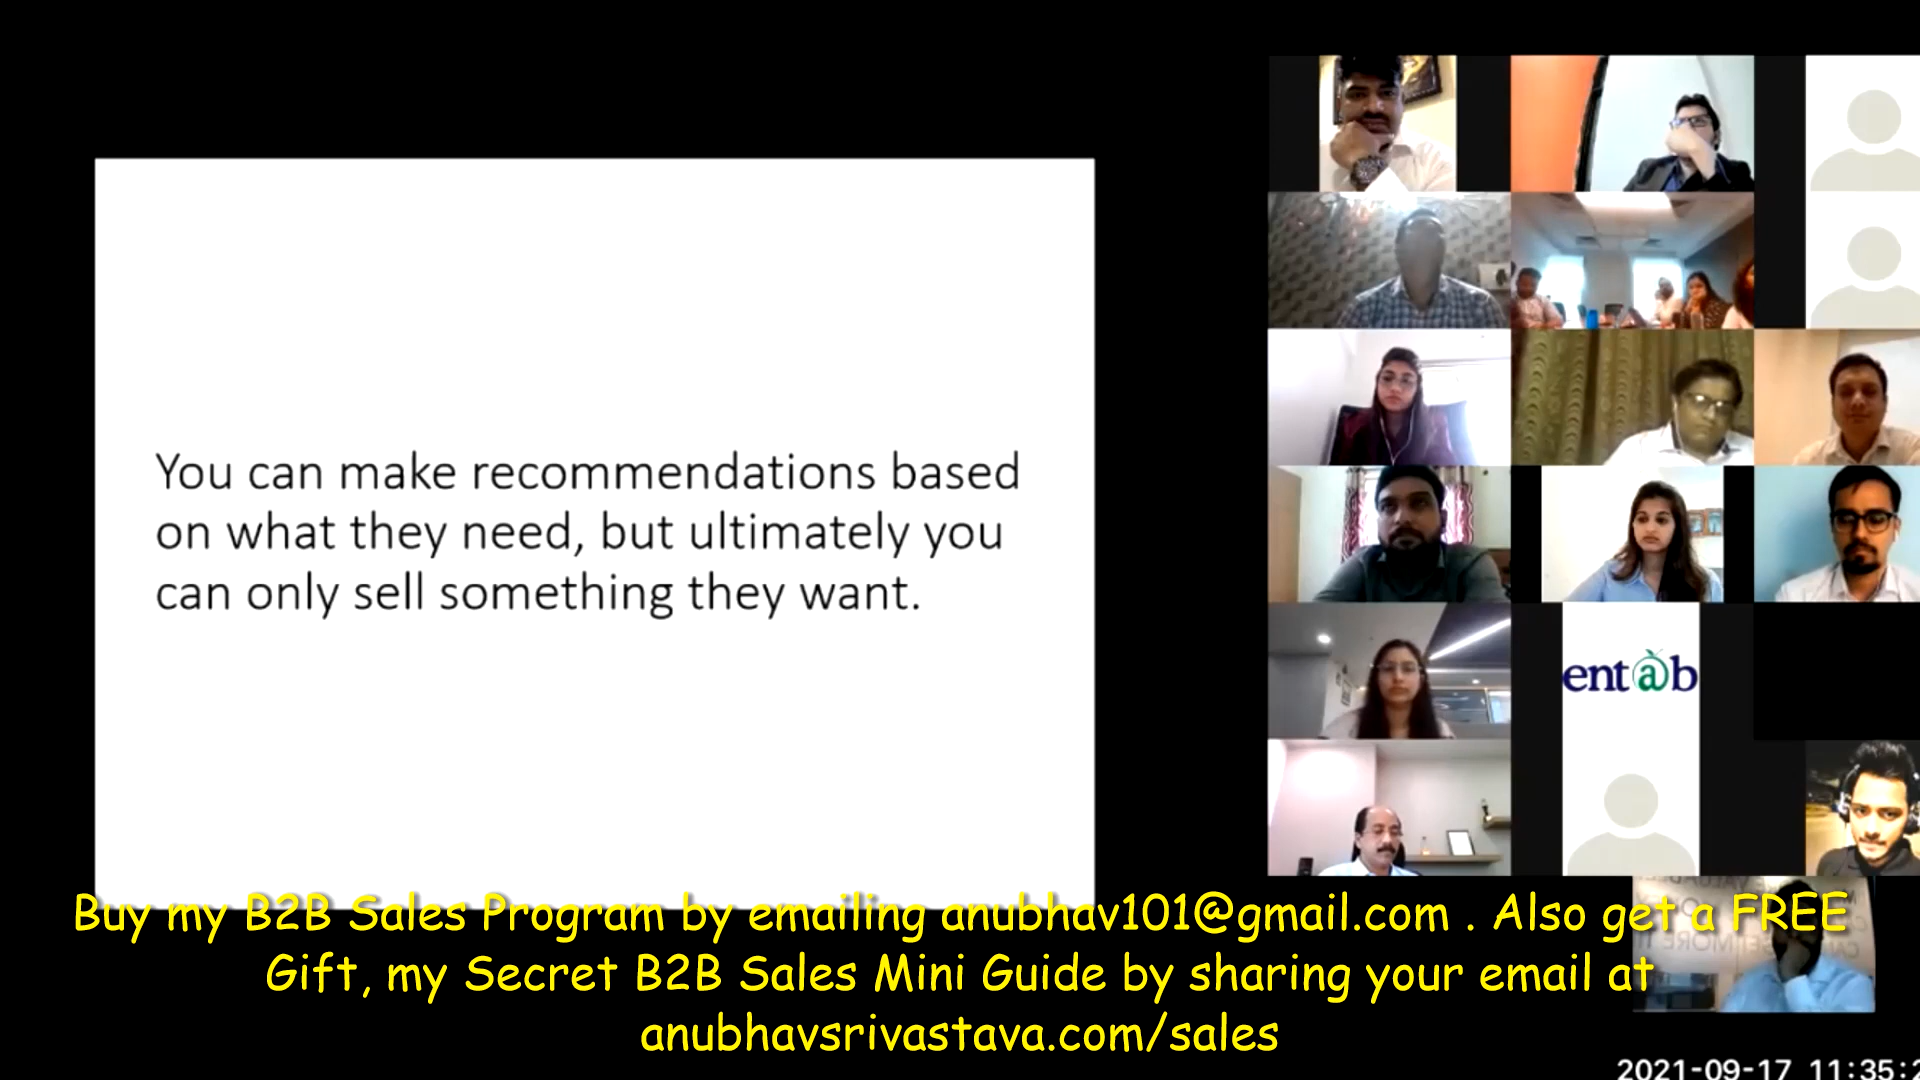 You can make recommendations based
on what they need, but ultimately you
can only sell something they want.
entab
Buy my B2B Sales Program by emailing anubhav101@gmail.com . Also get a FREE
Gift, my Secret B2B Sales Mini Guide by sharing your email at
anubhavsrivastava.com/sales
2021-09-17 11:35:2